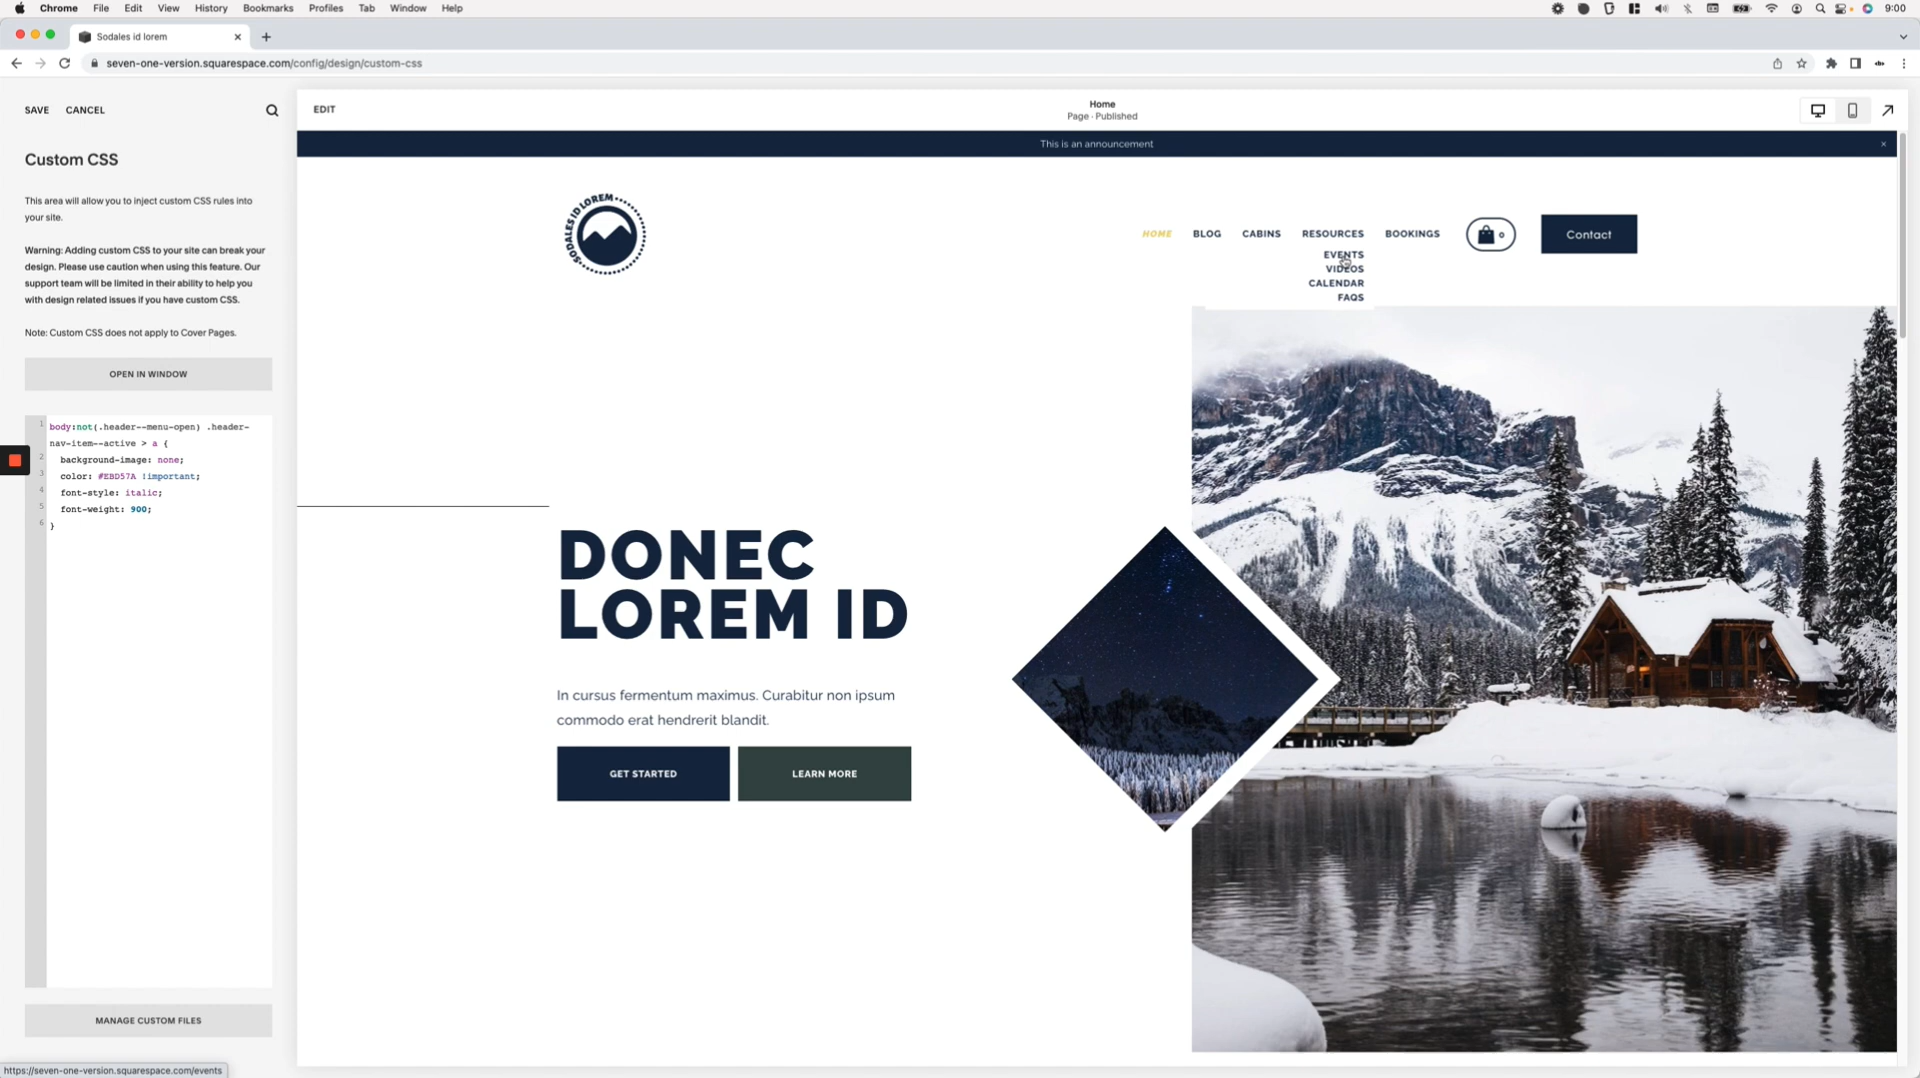 Chrome File Edit View History Bookmarks Profiles Tab Window Help 9:00
Sodales id lorem
seven-one-version.squarespace.com/config/design/custom-css
SAVE CANCEL
EDIT
Home
Page · Published
Custom CSS
This area will allow you to inject custom CSS rules into
your site.
Warning: Adding custom CSS to your site can break your
design. Please use caution when using this feature. Our
support team will be limited in their ability to help you
with design related issues if you have custom CSS.
Note: Custom CSS does not apply to Cover Pages.
OPEN IN WINDOW
1 body:not(.header--menu-open) .header-
nav-item--active > a {
2 background-image: none;
3 color: #EBD57A !important;
4 font-style: italic;
5 font-weight: 900;
6 }
MANAGE CUSTOM FILES
https://seven-one-version.squarespace.com/events
This is an announcement
SODALES ID LOREM
HOME BLOG CABINS RESOURCES BOOKINGS 0 Contact
EVENTS
VIDEOS
CALENDAR
FAQS
DONEC
LOREM ID
In cursus fermentum maximus. Curabitur non ipsum
commodo erat hendrerit blandit.
GET STARTED LEARN MORE